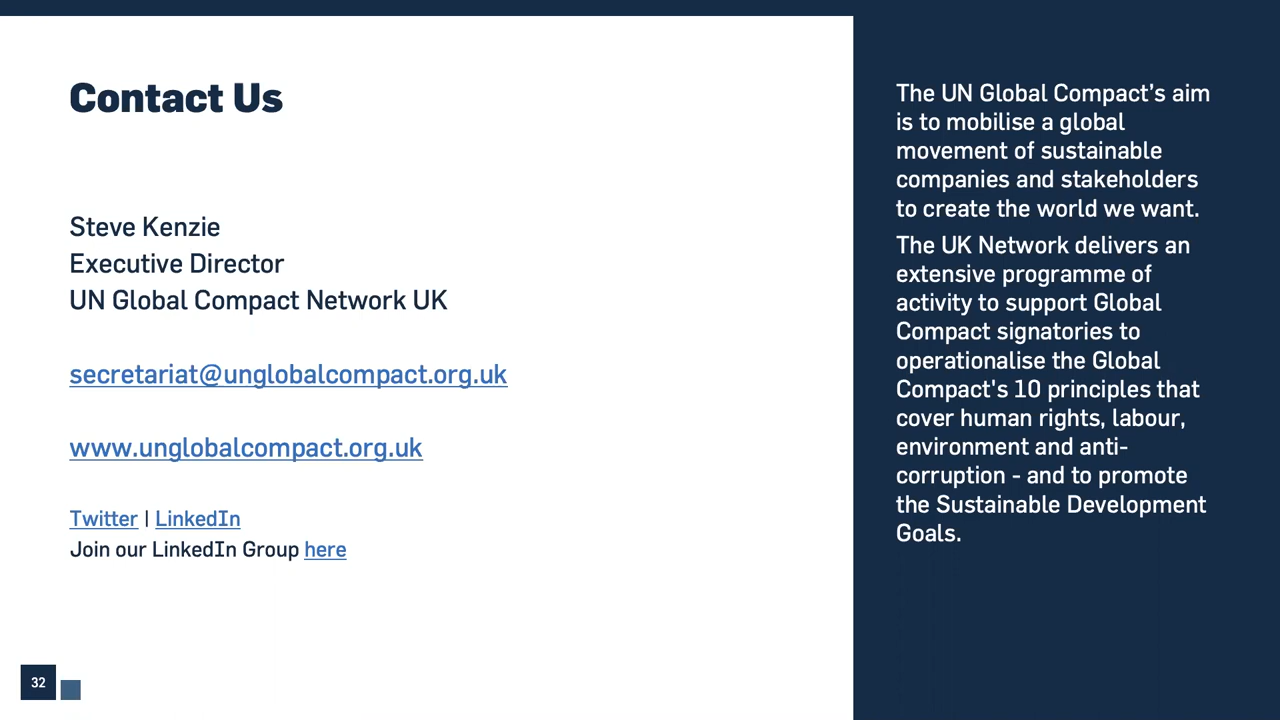 Contact Us
Steve Kenzie
Executive Director
UN Global Compact Network UK
secretariat@unglobalcompact.org.uk
www.unglobalcompact.org.uk
Twitter | LinkedIn
Join our LinkedIn Group here
32
The UN Global Compact’s aim
is to mobilise a global
movement of sustainable
companies and stakeholders
to create the world we want.
The UK Network delivers an
extensive programme of
activity to support Global
Compact signatories to
operationalise the Global
Compact's 10 principles that
cover human rights, labour,
environment and anti-
corruption - and to promote
the Sustainable Development
Goals.